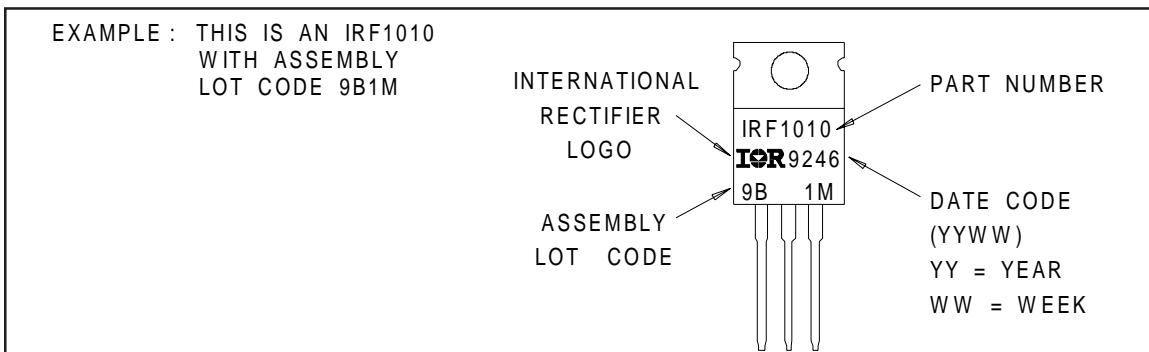 EXAMPLE : THIS IS AN IRF1010
WITH ASSEMBLY
LOT CODE 9B1M
INTERNATIONAL
RECTIFIER
LOGO
ASSEMBLY
LOT CODE
IRF1010
IOR 9246
9B 1M
PART NUMBER
DATE CODE
(YYWW)
YY = YEAR
WW = WEEK